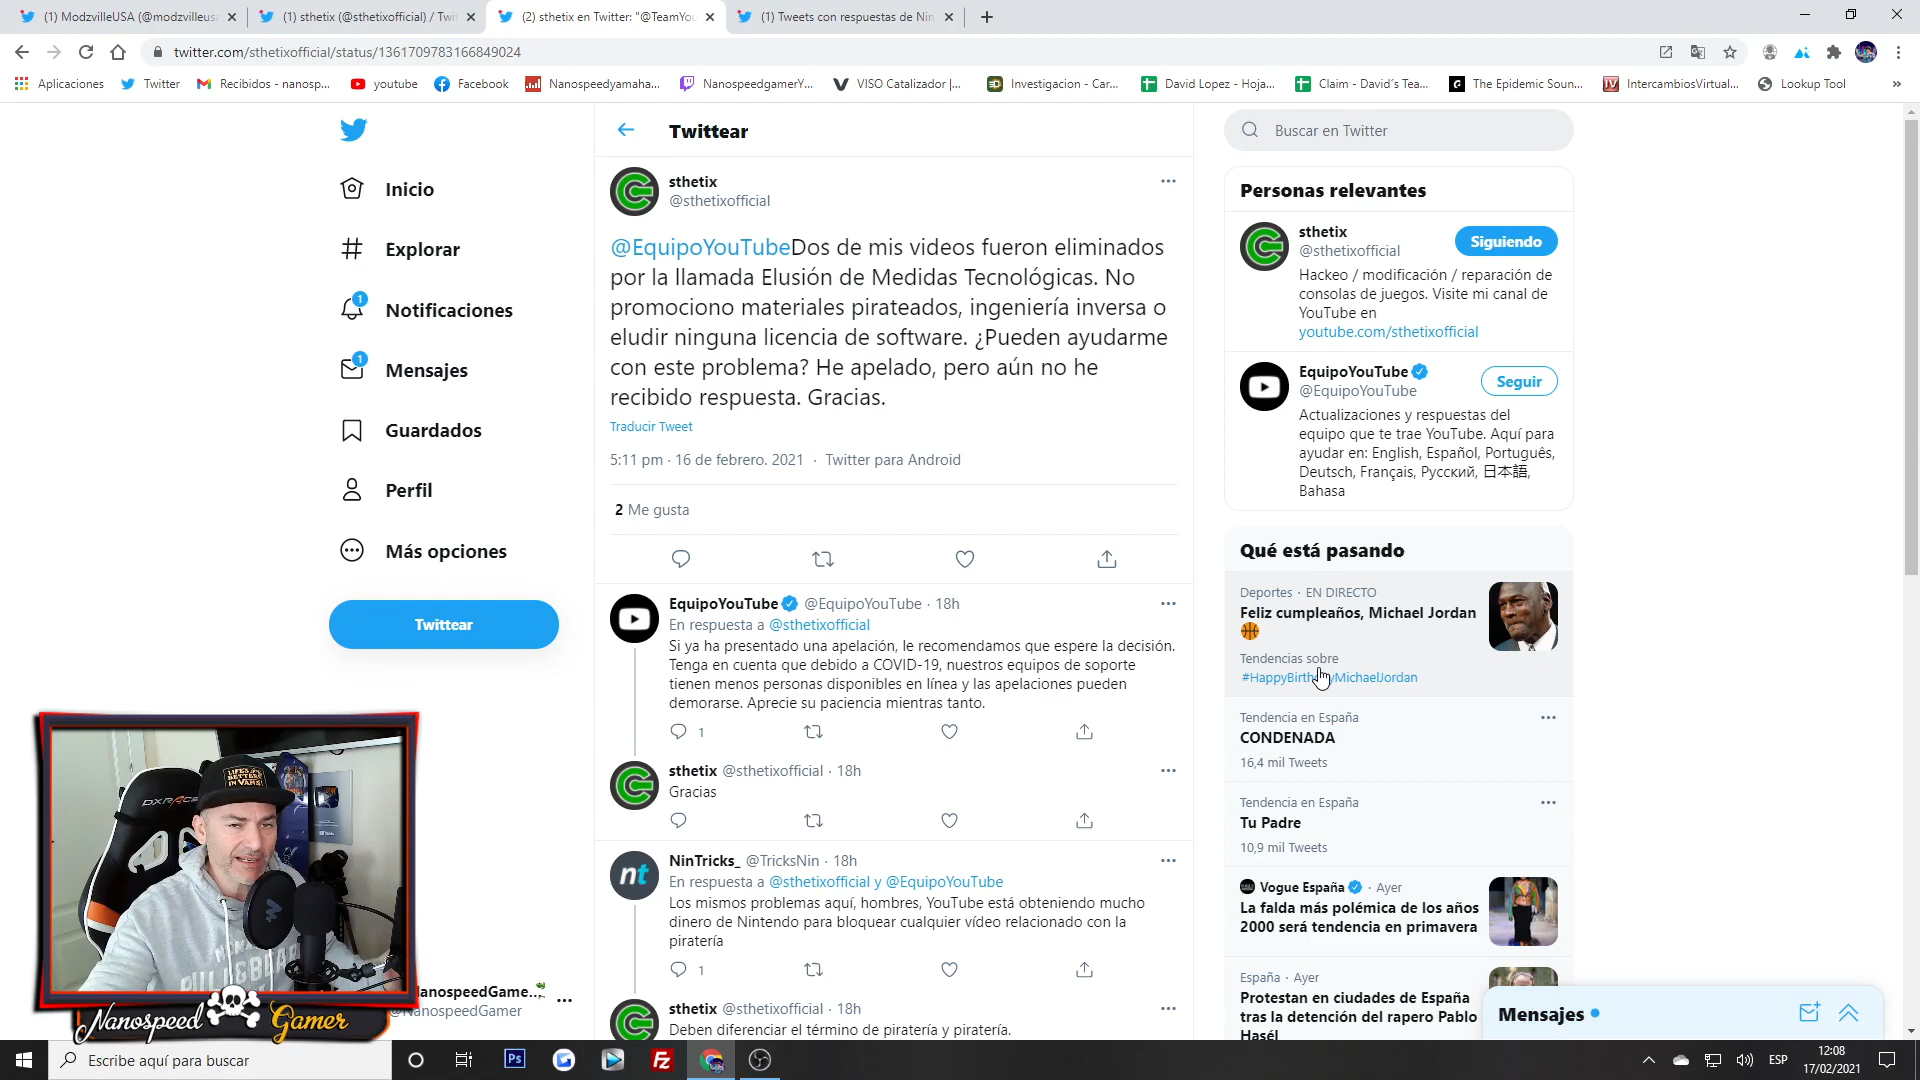 (1) ModzvilleUSA (@modzvilleusa
(1) sthetix (@sthetixofficial) / Twit
(2) sthetix en Twitter: "@TeamYou
(1) Tweets con respuestas de Nin
twitter.com/sthetixofficial/status/1361709783166849024
Aplicaciones
Twitter
Recibidos - nanosp...
youtube
Facebook
Nanospeedyamaha...
NanospeedgamerY...
VISO Catalizador |...
Investigacion - Car...
David Lopez - Hoja...
Claim - David´s Tea...
The Epidemic Soun...
IntercambiosVirtual...
Lookup Tool
»
Inicio
Explorar
1
Notificaciones
1
Mensajes
Guardados
Perfil
Más opciones
Twittear
Twittear
sthetix
@sthetixofficial
@EquipoYouTubeDos de mis videos fueron eliminados
por la llamada Elusión de Medidas Tecnológicas. No
promociono materiales pirateados, ingeniería inversa o
eludir ninguna licencia de software. ¿Pueden ayudarme
con este problema? He apelado, pero aún no he
recibido respuesta. Gracias.
Traducir Tweet
5:11 pm · 16 de febrero. 2021 · Twitter para Android
2 Me gusta
EquipoYouTube @EquipoYouTube · 18h
En respuesta a @sthetixofficial
Si ya ha presentado una apelación, le recomendamos que espere la decisión.
Tenga en cuenta que debido a COVID-19, nuestros equipos de soporte
tienen menos personas disponibles en línea y las apelaciones pueden
demorarse. Aprecie su paciencia mientras tanto.
1
sthetix @sthetixofficial · 18h
Gracias
nt
NinTricks_ @TricksNin · 18h
En respuesta a @sthetixofficial y @EquipoYouTube
Los mismos problemas aquí, hombres, YouTube está obteniendo mucho
dinero de Nintendo para bloquear cualquier vídeo relacionado con la
piratería
1
sthetix @sthetixofficial · 18h
Deben diferenciar el término de piratería y piratería.
Buscar en Twitter
Personas relevantes
sthetix
@sthetixofficial
Siguiendo
Hackeo / modificación / reparación de
consolas de juegos. Visite mi canal de
YouTube en
youtube.com/sthetixofficial
EquipoYouTube
@EquipoYouTube
Seguir
Actualizaciones y respuestas del
equipo que te trae YouTube. Aquí para
ayudar en: English, Español, Português,
Deutsch, Français, Русский, 日本語,
Bahasa
Qué está pasando
Deportes · EN DIRECTO
Feliz cumpleaños, Michael Jordan
Tendencias sobre
#HappyBirthdayMichaelJordan
Tendencia en España
CONDENADA
16,4 mil Tweets
Tendencia en España
Tu Padre
10,9 mil Tweets
Vogue España · Ayer
La falda más polémica de los años
2000 será tendencia en primavera
España · Ayer
Protestan en ciudades de España
tras la detención del rapero Pablo
Hasél
Mensajes
LIFE'S
BETTER
IN VANS!
DXRACER
Nanospeed Gamer
anospeedGame...
@NanospeedGamer
Escribe aquí para buscar
Ps
Fz
ESP
12:08
17/02/2021